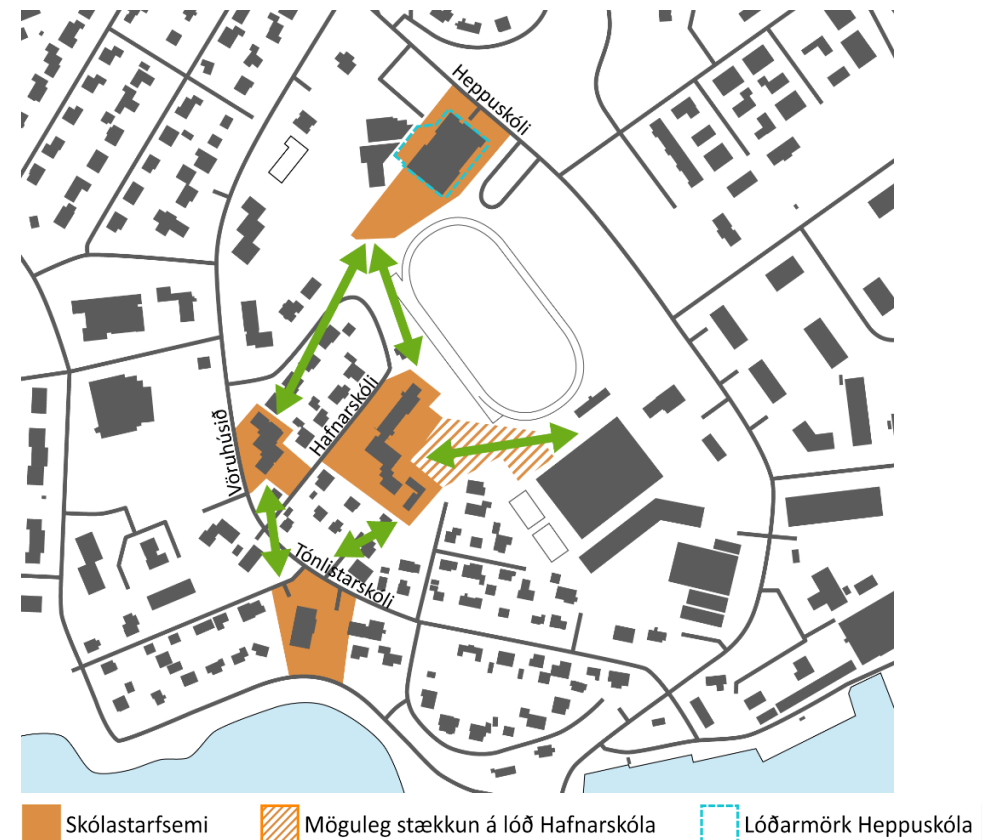 Heppuskóli
Hafnarskóli
Vöruhúsið
Tónlistarskóli
Skólastarfsemi
Möguleg stækkun á lóð Hafnarskóla
Lóðarmörk Heppuskóla